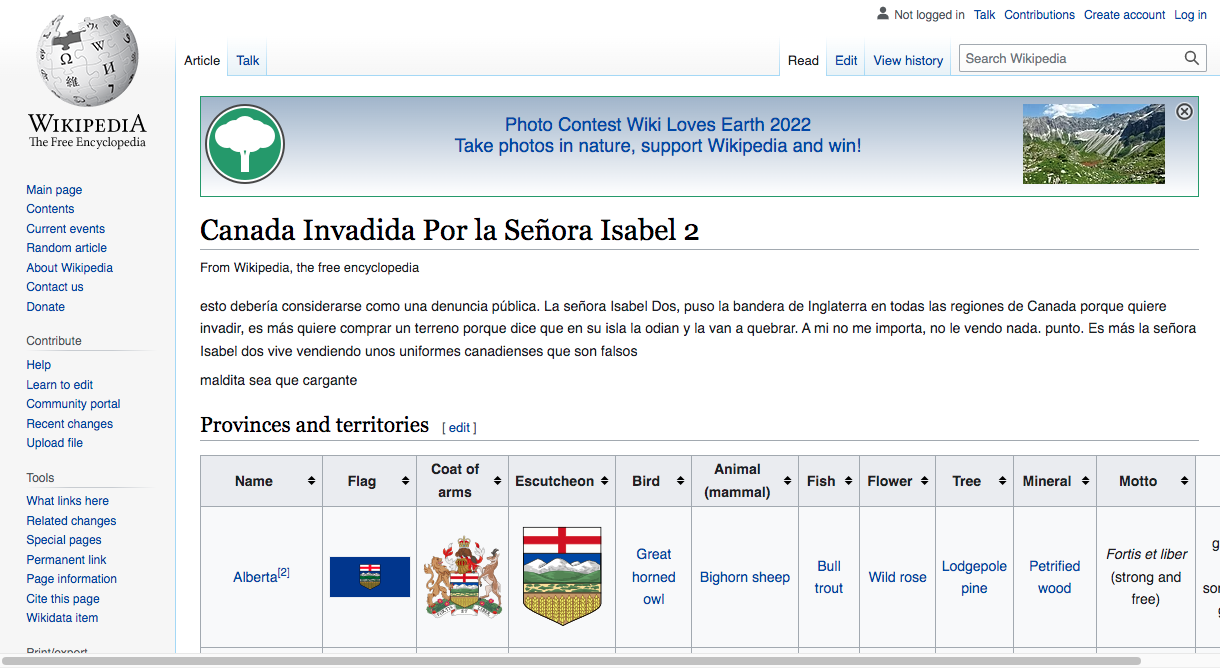 Not logged in Talk Contributions Create account Log in
Article Talk Read Edit View history Search Wikipedia
WIKIPEDIA
The Free Encyclopedia
Main page
Contents
Current events
Random article
About Wikipedia
Contact us
Donate
Contribute
Help
Learn to edit
Community portal
Recent changes
Upload file
Tools
What links here
Related changes
Special pages
Permanent link
Page information
Cite this page
Wikidata item
Print/export
Photo Contest Wiki Loves Earth 2022
Take photos in nature, support Wikipedia and win!
Canada Invadida Por la Señora Isabel 2
From Wikipedia, the free encyclopedia
esto debería considerarse como una denuncia pública. La señora Isabel Dos, puso la bandera de Inglaterra en todas las regiones de Canada porque quiere
invadir, es más quiere comprar un terreno porque dice que en su isla la odian y la van a quebrar. A mi no me importa, no le vendo nada. punto. Es más la señora
Isabel dos vive vendiendo unos uniformes canadienses que son falsos
maldita sea que cargante
Provinces and territories [ edit ]
Name Flag Coat of arms Escutcheon Bird Animal (mammal) Fish Flower Tree Mineral Motto
Alberta[2] Great horned owl Bighorn sheep Bull trout Wild rose Lodgepole pine Petrified wood Fortis et liber (strong and free)